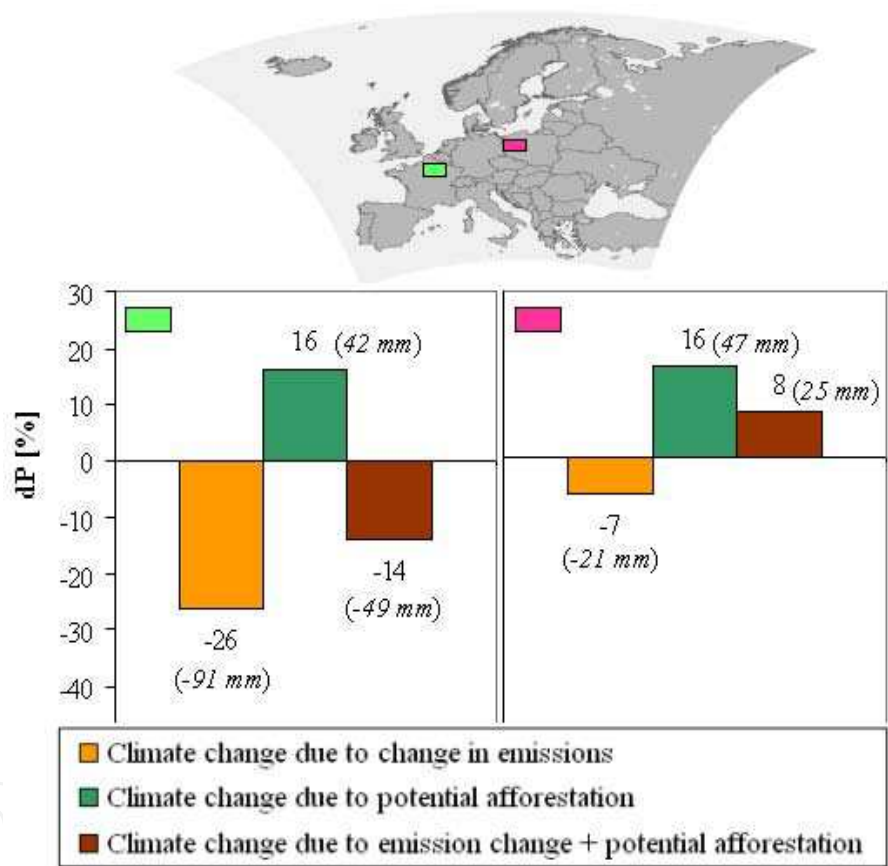 30
20
10
0
-10
-20
-30
-40
dP [%]
16 (42 mm)
-26
(-91 mm)
-14
(-49 mm)
16 (47 mm)
8 (25 mm)
-7
(-21 mm)
Climate change due to change in emissions
Climate change due to potential afforestation
Climate change due to emission change + potential afforestation